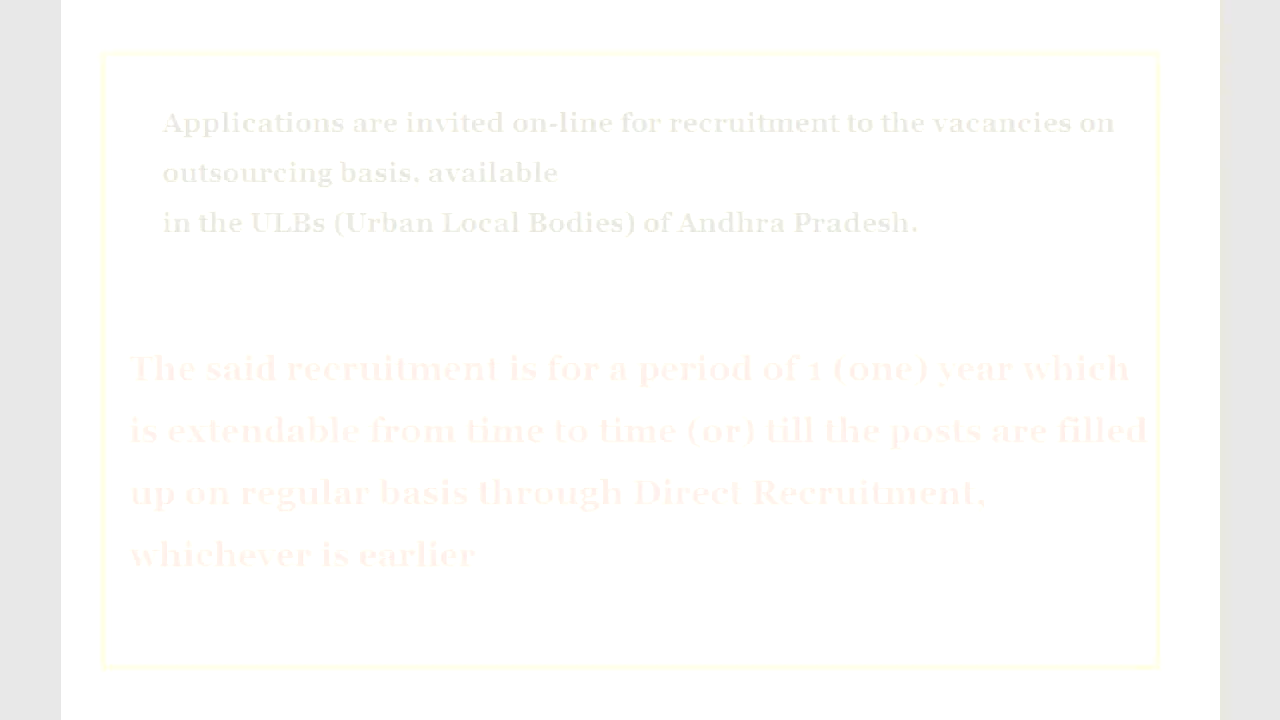 Applications are invited on-line for recruitment to the vacancies on
outsourcing basis, available
in the ULBs (Urban Local Bodies) of Andhra Pradesh.
The said recruitment is for a period of 1 (one) year which
is extendable from time to time (or) till the posts are filled
up on regular basis through Direct Recruitment,
whichever is earlier